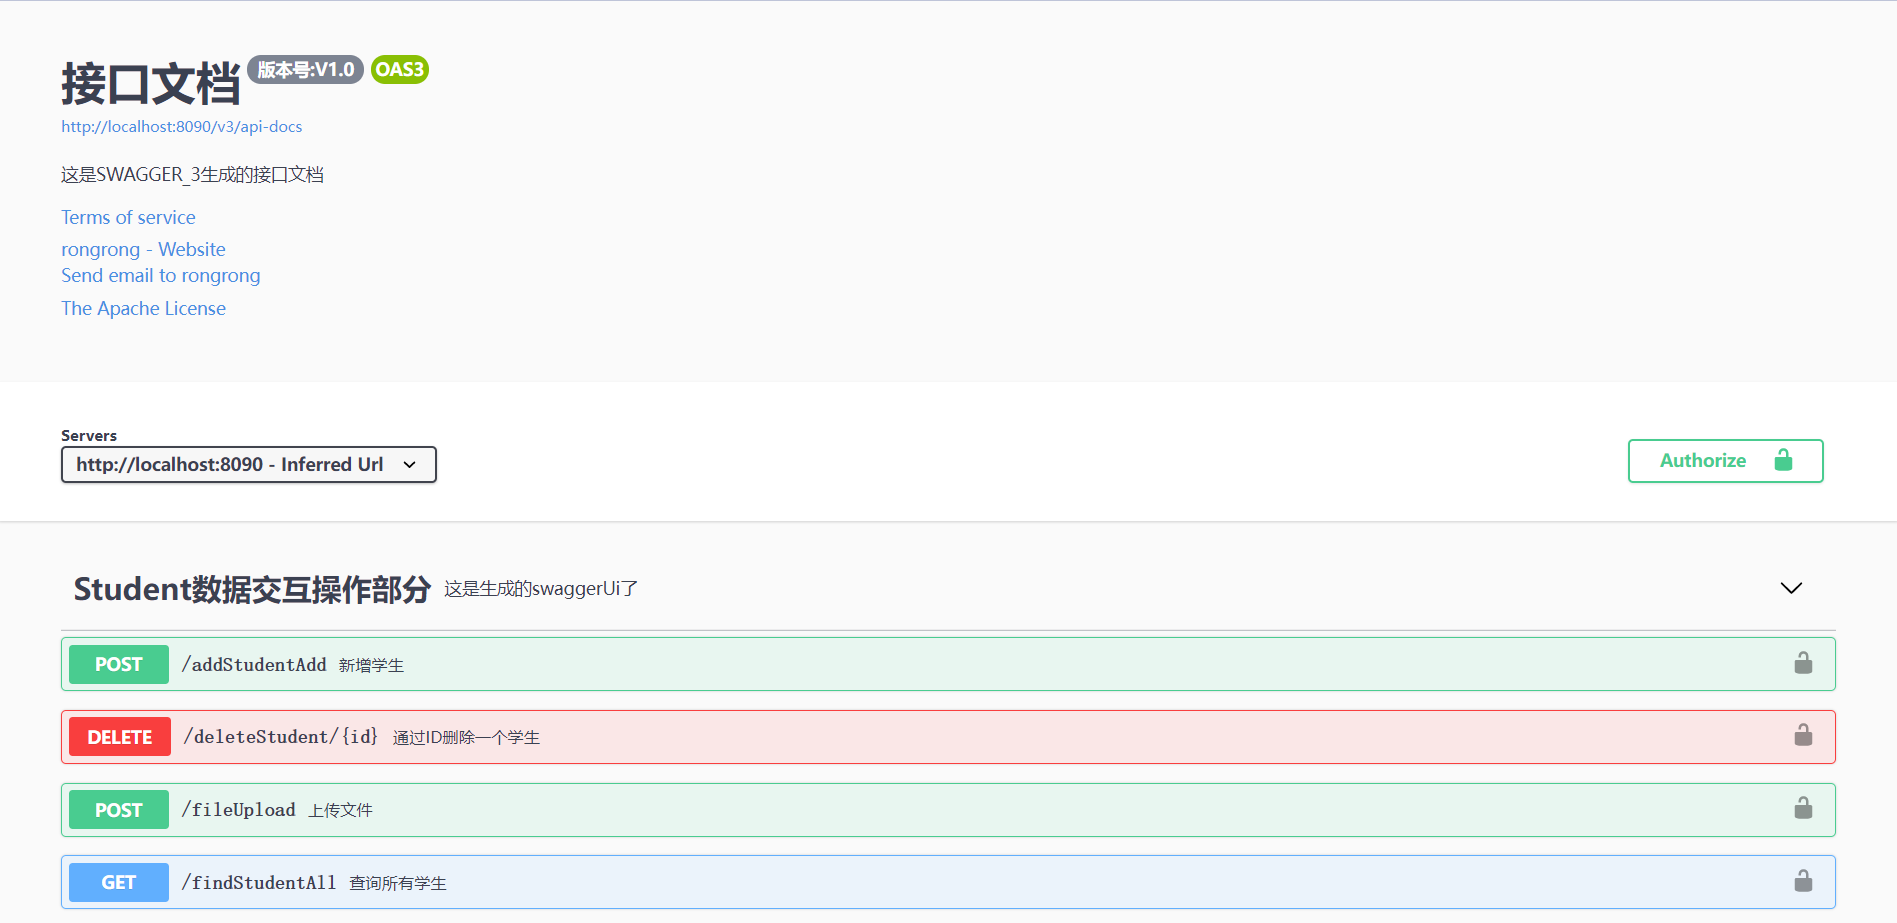 接口文档 版本号:V1.0 OAS3
http://localhost:8090/v3/api-docs
这是SWAGGER_3生成的接口文档
Terms of service
rongrong - Website
Send email to rongrong
The Apache License
Servers
http://localhost:8090 - Inferred Url
Authorize
Student数据交互操作部分 这是生成的swaggerUi了
POST /addStudentAdd 新增学生
DELETE /deleteStudent/{id} 通过ID删除一个学生
POST /fileUpload 上传文件
GET /findStudentAll 查询所有学生